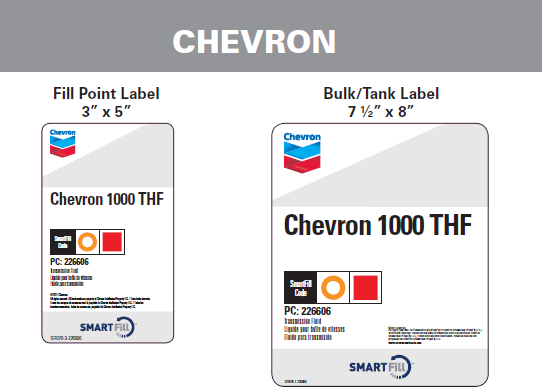 CHEVRON
Fill Point Label
3” x 5”
Chevron
Chevron 1000 THF
SmartFill
Code
PC: 226606
Transmission Fluid
Liquide pour boîte de vitesses
Fluido para transmisión
SMARTFill
Bulk/Tank Label
7 ½” x 8”
Chevron
Chevron 1000 THF
SmartFill
Code
PC: 226606
Transmission Fluid
Liquide pour boîte de vitesses
Fluido para transmisión
SMARTFill